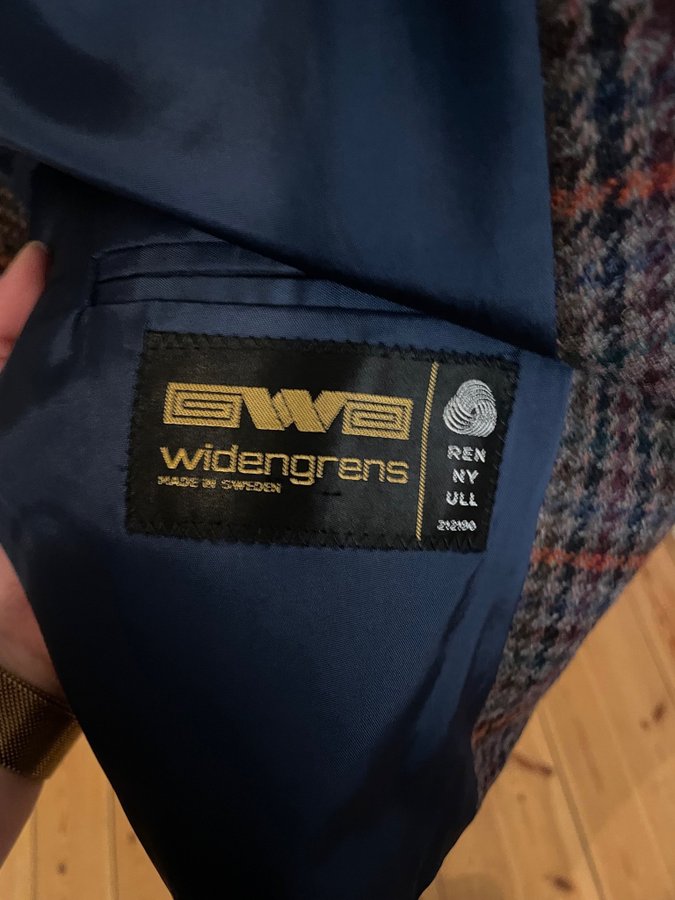 GWG
widengrens
MADE IN SWEDEN
REN
NY
ULL
212190